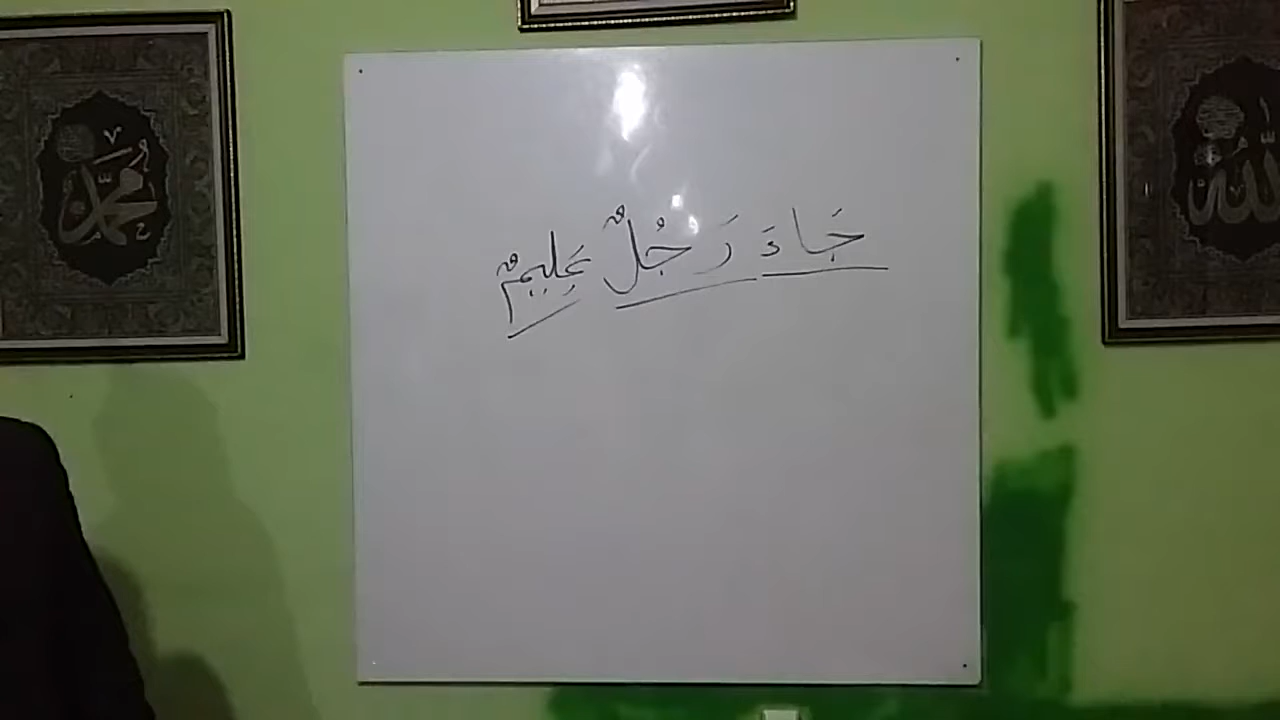 جَاءَ رَجُلٌ عَلِيمٌ
محمد
الله